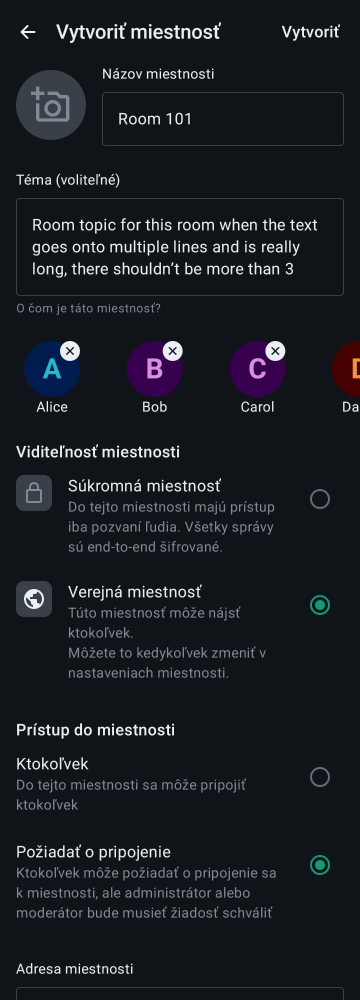 Vytvoriť miestnosť
Vytvoriť
Názov miestnosti
Room 101
Téma (voliteľné)
Room topic for this room when the text
goes onto multiple lines and is really
long, there shouldn’t be more than 3
O čom je táto miestnosť?
A
B
C
D
Alice
Bob
Carol
Da
Viditeľnosť miestnosti
Súkromná miestnosť
Do tejto miestnosti majú prístup
iba pozvaní ľudia. Všetky správy
sú end-to-end šifrované.
Verejná miestnosť
Túto miestnosť môže nájsť
ktokoľvek.
Môžete to kedykoľvek zmeniť v
nastaveniach miestnosti.
Prístup do miestnosti
Ktokoľvek
Do tejto miestnosti sa môže pripojiť
ktokoľvek
Požiadať o pripojenie
Ktokoľvek môže požiadať o pripojenie sa
k miestnosti, ale administrátor alebo
moderátor bude musieť žiadosť schváliť
Adresa miestnosti